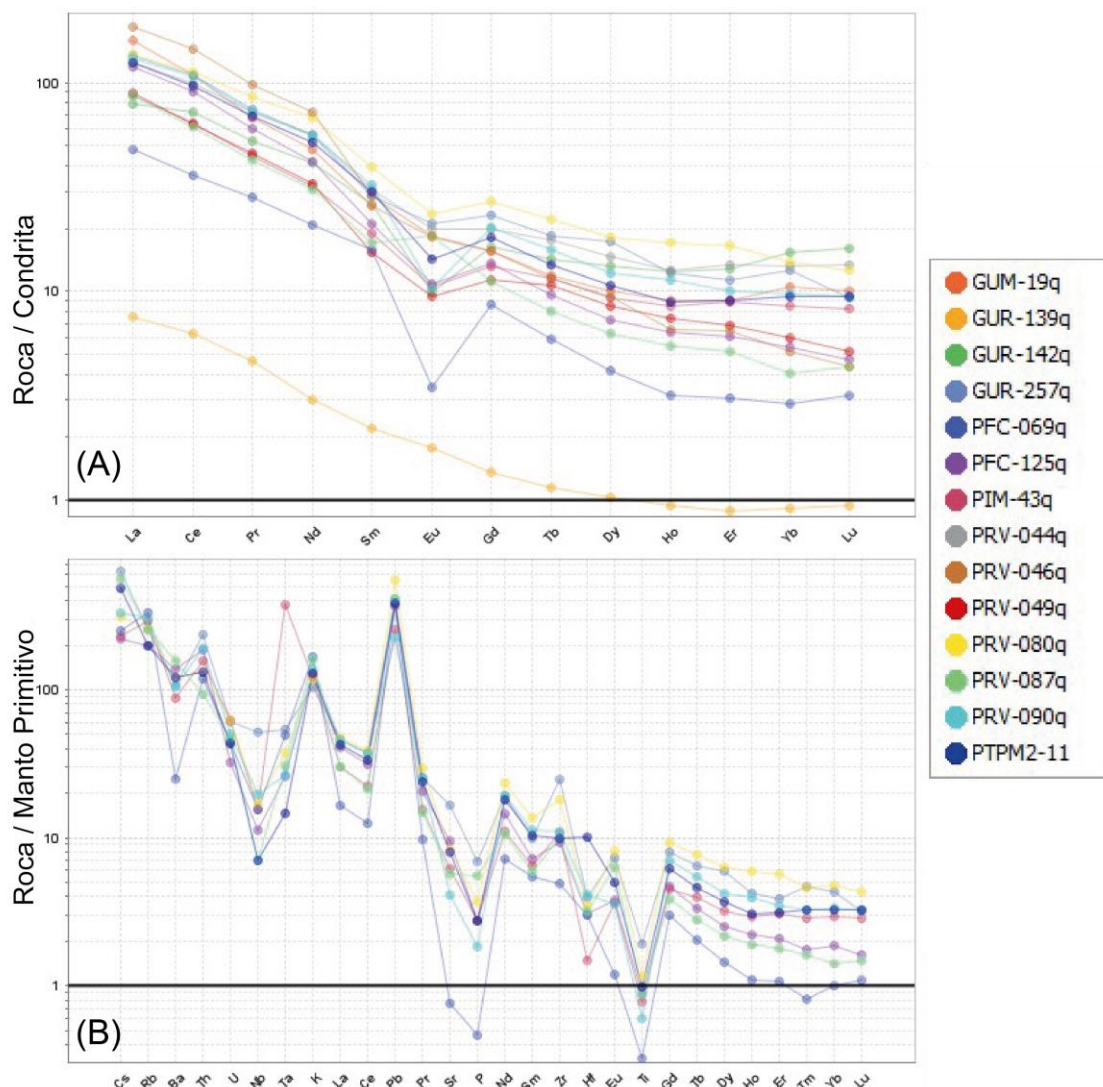 100
10
1
Roca / Condrita
(A)
La Ce Pr Nd Sm Eu Gd Tb Dy Ho Er Yb Lu
100
10
1
Roca / Manto Primitivo
(B)
Cs Rb Ba Th U Nb Ta K La Ce Pb Pr Sr P Nd Sm Zr Hf Eu Ti Gd Tb Dy Ho Er Tm Yb Lu
GUM-19q
GUR-139q
GUR-142q
GUR-257q
PFC-069q
PFC-125q
PIM-43q
PRV-044q
PRV-046q
PRV-049q
PRV-080q
PRV-087q
PRV-090q
PTPM2-11